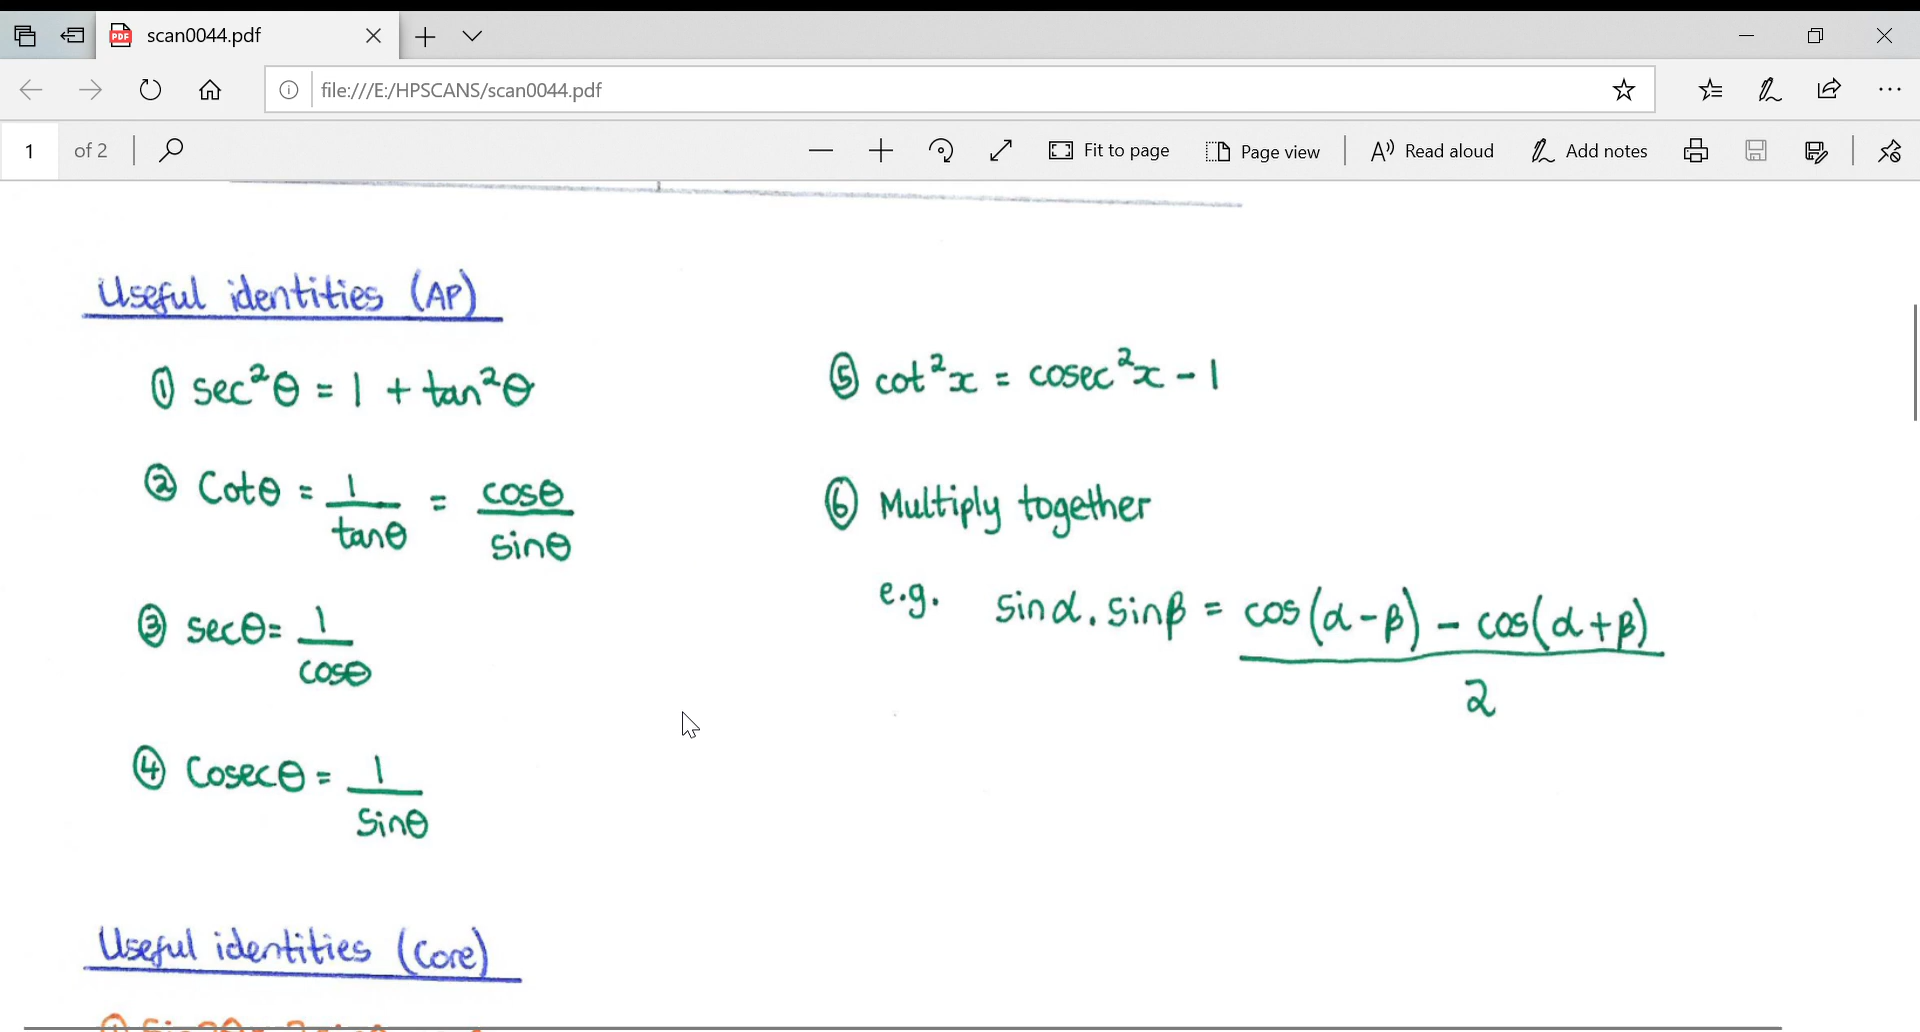 scan0044.pdf
file:///E:/HPSCANS/scan0044.pdf
1 of 2
Fit to page
Page view
Read aloud
Add notes
Useful identities (AP)
① sec²θ = 1 + tan²θ
② Cotθ = 1/tanθ = cosθ/sinθ
③ secθ = 1/cosθ
④ Cosecθ = 1/sinθ
⑤ cot²x = cosec²x - 1
⑥ Multiply together
e.g. sinα . sinβ = cos(α-β) - cos(α+β)
2
Useful identities (Core)